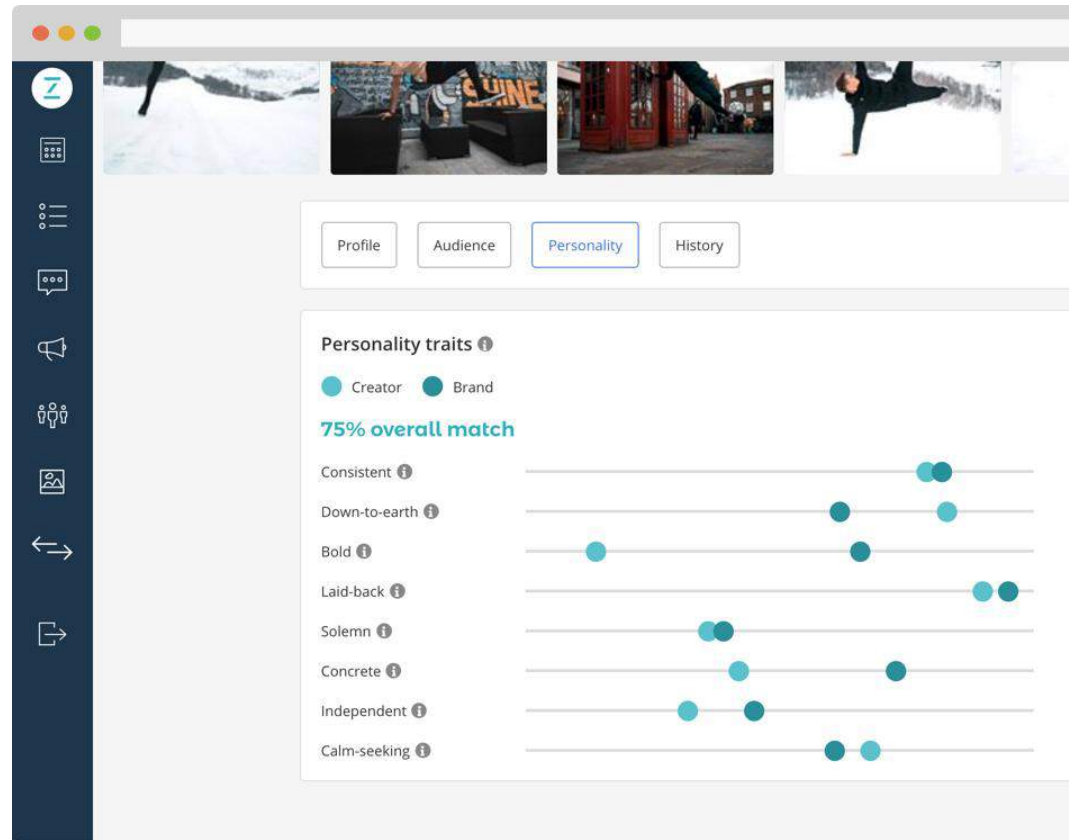 SHINE
Profile Audience Personality History
Personality traits
Creator Brand
75% overall match
Consistent
Down-to-earth
Bold
Laid-back
Solemn
Concrete
Independent
Calm-seeking